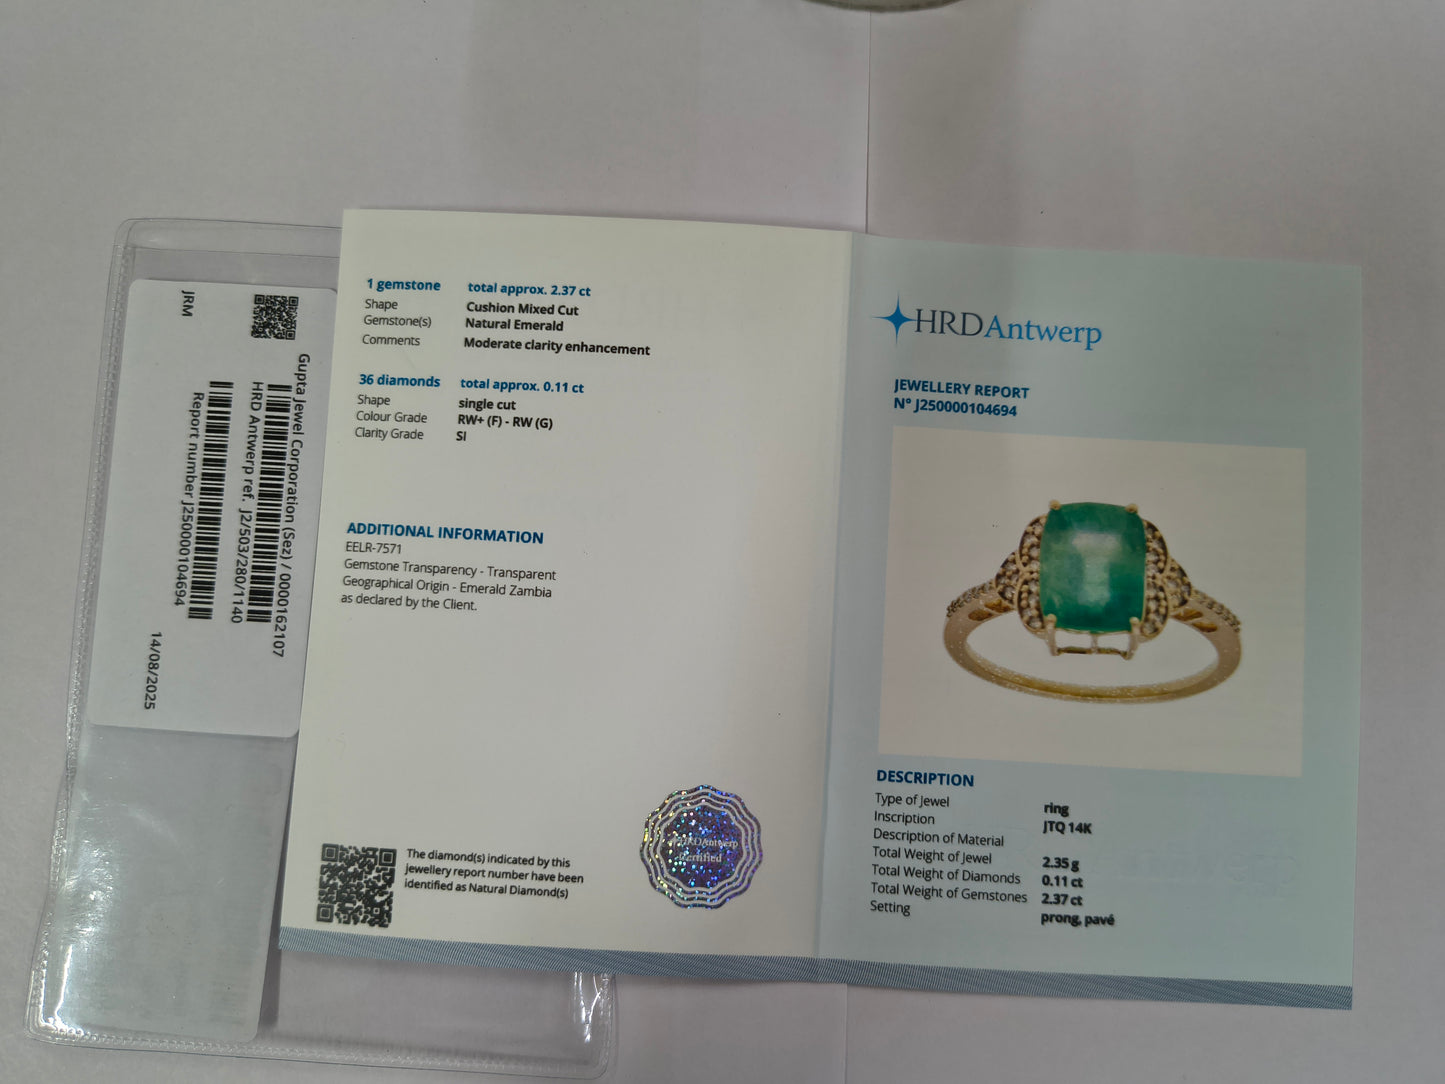 JRM
Gupta Jewel Corporation (Sez) / 0000162107
HRD Antwerp ref. J2/503/280/1140
Report number J250000104694
14/08/2025
1 gemstone total approx. 2.37 ct
Shape Cushion Mixed Cut
Gemstone(s) Natural Emerald
Comments Moderate clarity enhancement
36 diamonds total approx. 0.11 ct
Shape single cut
Colour Grade RW+ (F) - RW (G)
Clarity Grade SI
ADDITIONAL INFORMATION
EELR-7571
Gemstone Transparency - Transparent
Geographical Origin - Emerald Zambia
as declared by the Client.
The diamond(s) indicated by this
jewellery report number have been
identified as Natural Diamond(s)
HRDAntwerp
Certified
HRDAntwerp
JEWELLERY REPORT
N° J250000104694
DESCRIPTION
Type of Jewel ring
Inscription JTQ 14K
Description of Material
Total Weight of Jewel 2.35 g
Total Weight of Diamonds 0.11 ct
Total Weight of Gemstones 2.37 ct
Setting prong, pavé